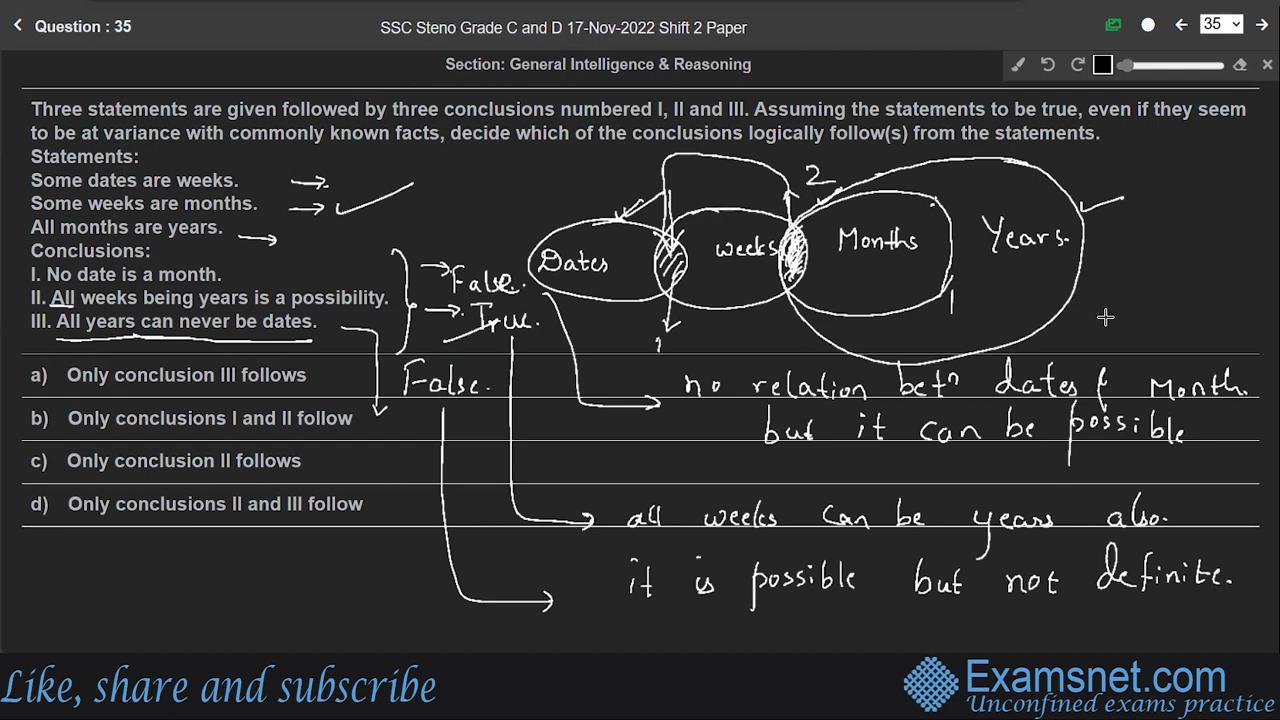 Question : 35
SSC Steno Grade C and D 17-Nov-2022 Shift 2 Paper
35
Section: General Intelligence & Reasoning
Three statements are given followed by three conclusions numbered I, II and III. Assuming the statements to be true, even if they seem
to be at variance with commonly known facts, decide which of the conclusions logically follow(s) from the statements.
Statements:
Some dates are weeks.
Some weeks are months.
All months are years.
Conclusions:
I. No date is a month.
II. All weeks being years is a possibility.
III. All years can never be dates.
2
Dates
weeks
Months
Years.
False.
True.
False.
a) Only conclusion III follows
b) Only conclusions I and II follow
c) Only conclusion II follows
d) Only conclusions II and III follow
no relation betn dates & Month.
but it can be possible
all weeks can be years also.
it is possible but not definite.
Like, share and subscribe
Examsnet.com
Unconfined exams practice